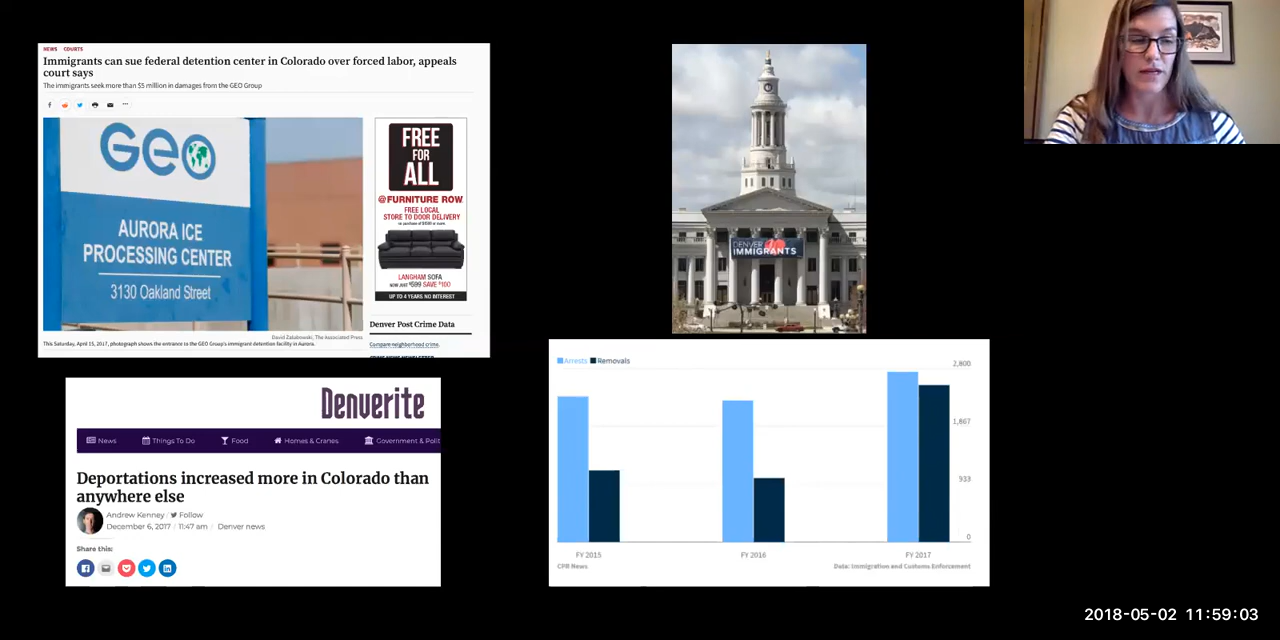 NEWS COURTS
Immigrants can sue federal detention center in Colorado over forced labor, appeals
court says
The immigrants seek more than $5 million in damages from the GEO Group
Geo
AURORA ICE
PROCESSING CENTER
3130 Oakland Street
David Zalubowski, The Associated Press
This Saturday, April 15, 2017, photograph shows the entrance to the GEO Group's immigrant detention facility in Aurora.
FREE
FOR
ALL
@FURNITURE ROW
FREE LOCAL
STORE TO DOOR DELIVERY
LANGHAM SOFA
NOW JUST $599 SAVE $100
UP TO 4 YEARS NO INTEREST
Denver Post Crime Data
Compare neighborhood crime.
DENVER
IMMIGRANTS
Denverite
News Things To Do Food Homes & Cranes Government & Polit
Deportations increased more in Colorado than
anywhere else
Andrew Kenney / Follow
December 6, 2017 / 11:47 am / Denver news
Share this:
Arrests Removals
2,800
1,867
933
0
FY 2015 FY 2016 FY 2017
CPR News Data: Immigration and Customs Enforcement
2018-05-02 11:59:03